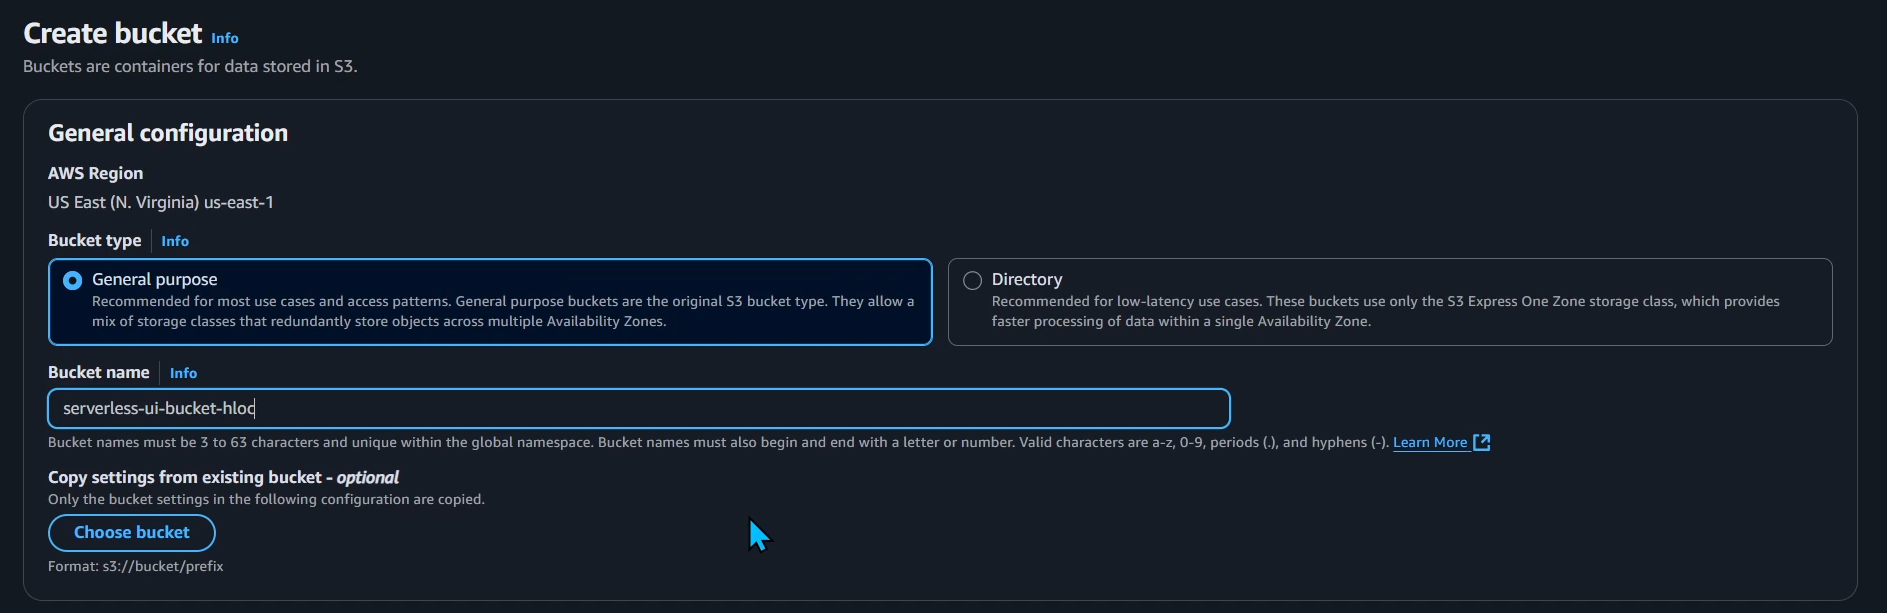 Create bucket Info
Buckets are containers for data stored in S3.
General configuration
AWS Region
US East (N. Virginia) us-east-1
Bucket type Info
General purpose
Recommended for most use cases and access patterns. General purpose buckets are the original S3 bucket type. They allow a
mix of storage classes that redundantly store objects across multiple Availability Zones.
Directory
Recommended for low-latency use cases. These buckets use only the S3 Express One Zone storage class, which provides
faster processing of data within a single Availability Zone.
Bucket name Info
serverless-ui-bucket-hloc
Bucket names must be 3 to 63 characters and unique within the global namespace. Bucket names must also begin and end with a letter or number. Valid characters are a-z, 0-9, periods (.), and hyphens (-). Learn More
Copy settings from existing bucket - optional
Only the bucket settings in the following configuration are copied.
Choose bucket
Format: s3://bucket/prefix